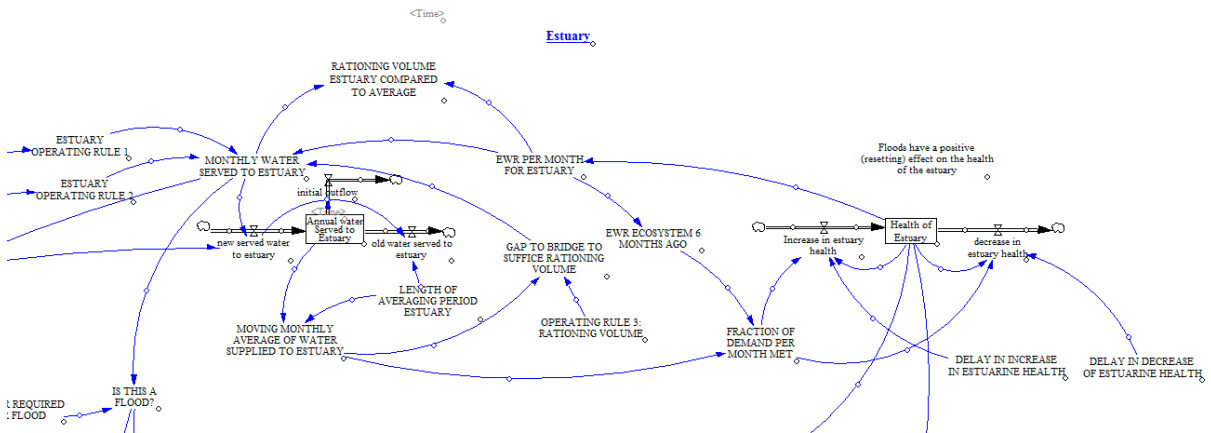 <Time>
Estuary
RATIONING VOLUME
ESTUARY COMPARED
TO AVERAGE
ESTUARY
OPERATING RULE 1
MONTHLY WATER
SERVED TO ESTUARY
EWR PER MONTH
FOR ESTUARY
Floods have a positive
(resetting) effect on the health
of the estuary
ESTUARY
OPERATING RULE 2
initial outflow
<Time>
Annual water
Served to
Estuary
new served water
to estuary
old water served to
estuary
GAP TO BRIDGE TO
SUFFICE RATIONING
VOLUME
EWR ECOSYSTEM 6
MONTHS AGO
Increase in estuary
health
Health of
Estuary
decrease in
estuary health
LENGTH OF
AVERAGING PERIOD
ESTUARY
MOVING MONTHLY
AVERAGE OF WATER
SUPPLIED TO ESTUARY
OPERATING RULE 3:
RATIONING VOLUME
FRACTION OF
DEMAND PER
MONTH MET
DELAY IN INCREASE
IN ESTUARINE HEALTH
DELAY IN DECREASE
OF ESTUARINE HEALTH
IS THIS A
FLOOD?
R REQUIRED
FLOOD